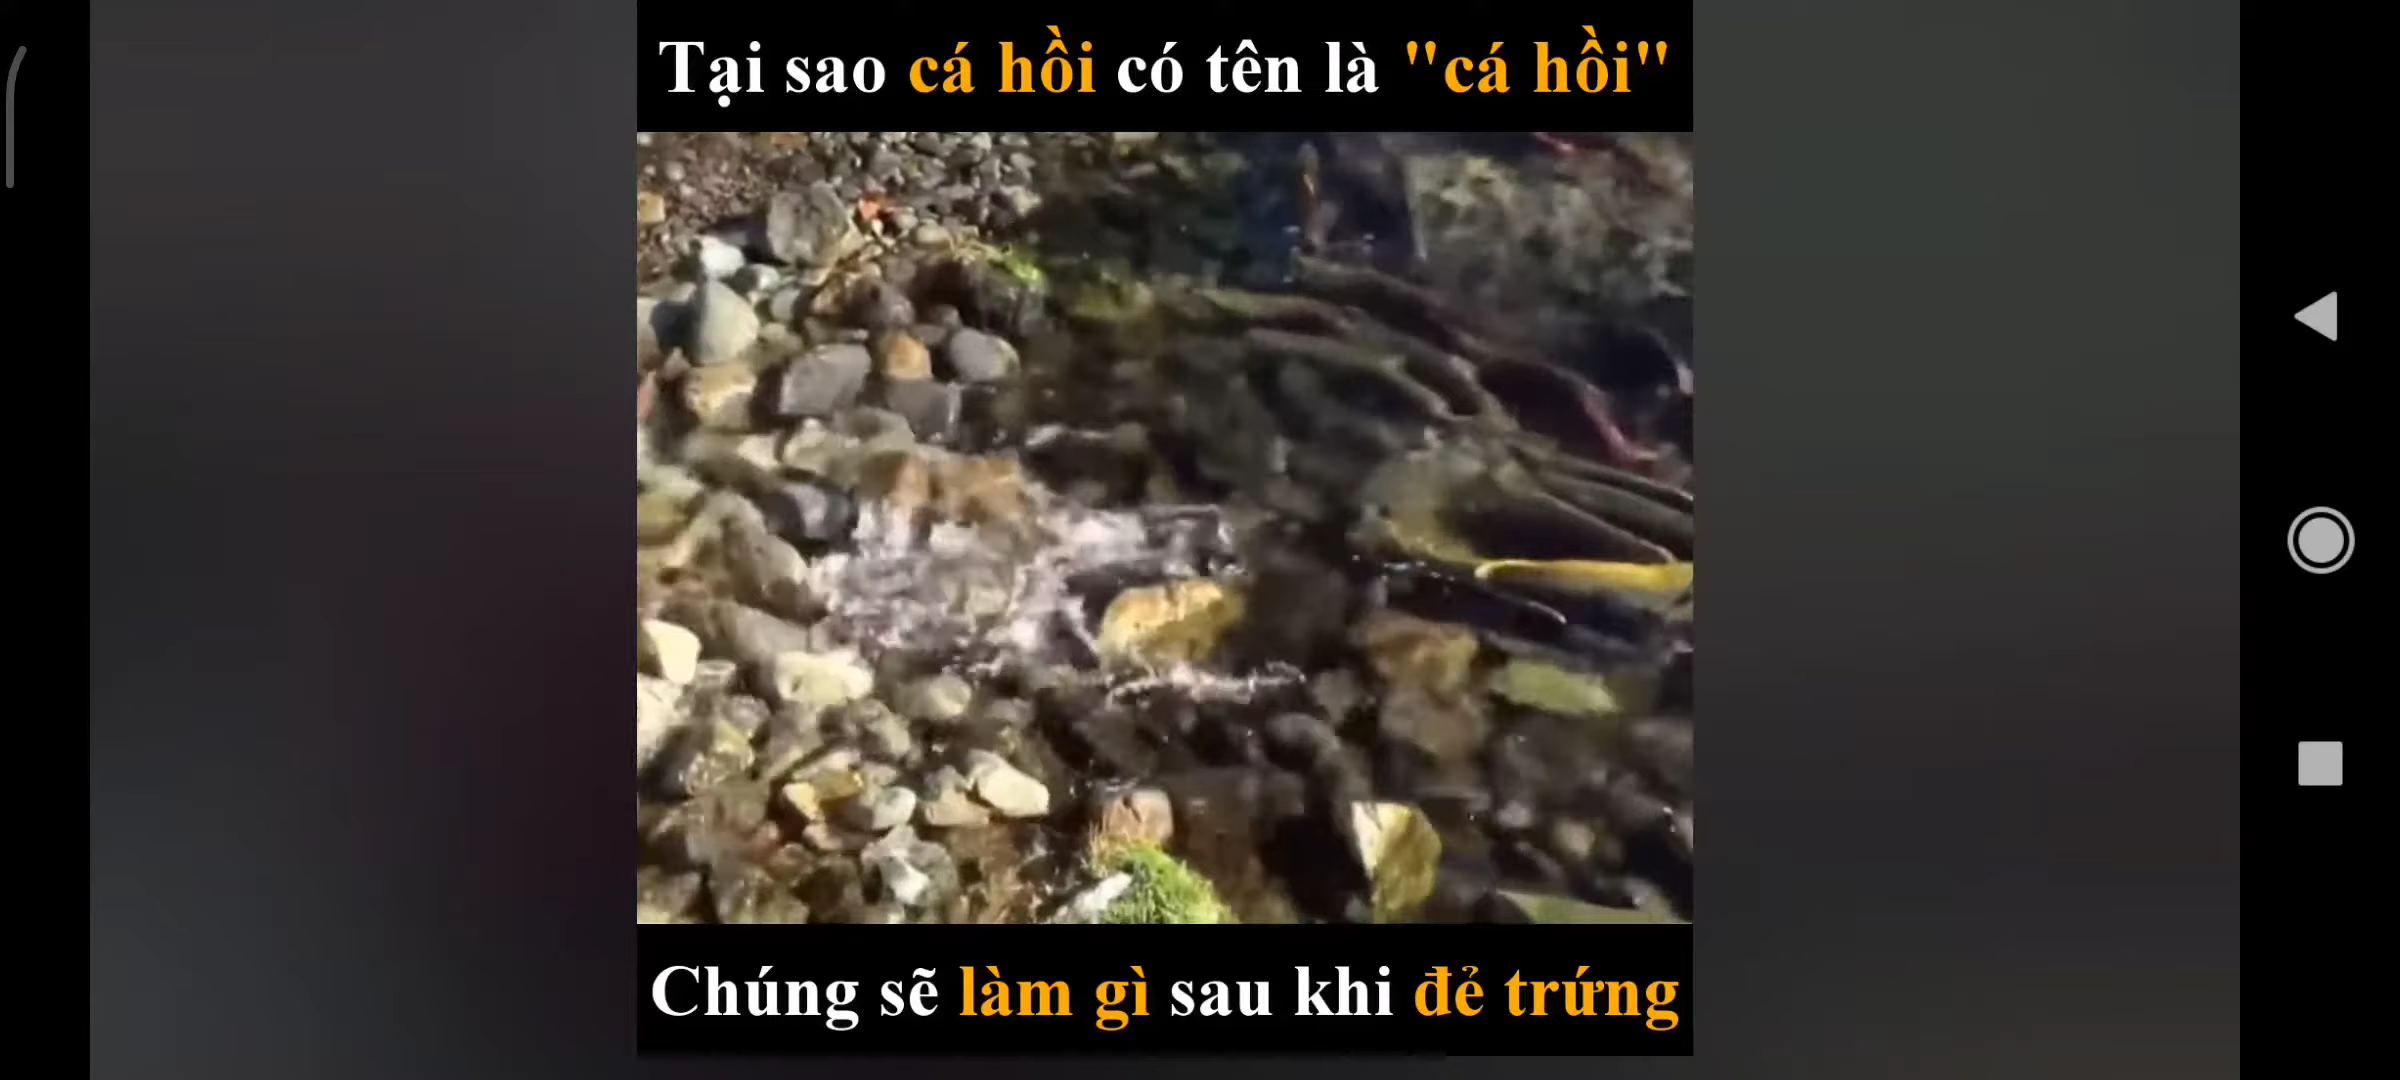 Tại sao cá hồi có tên là "cá hồi"
Chúng sẽ làm gì sau khi đẻ trứng